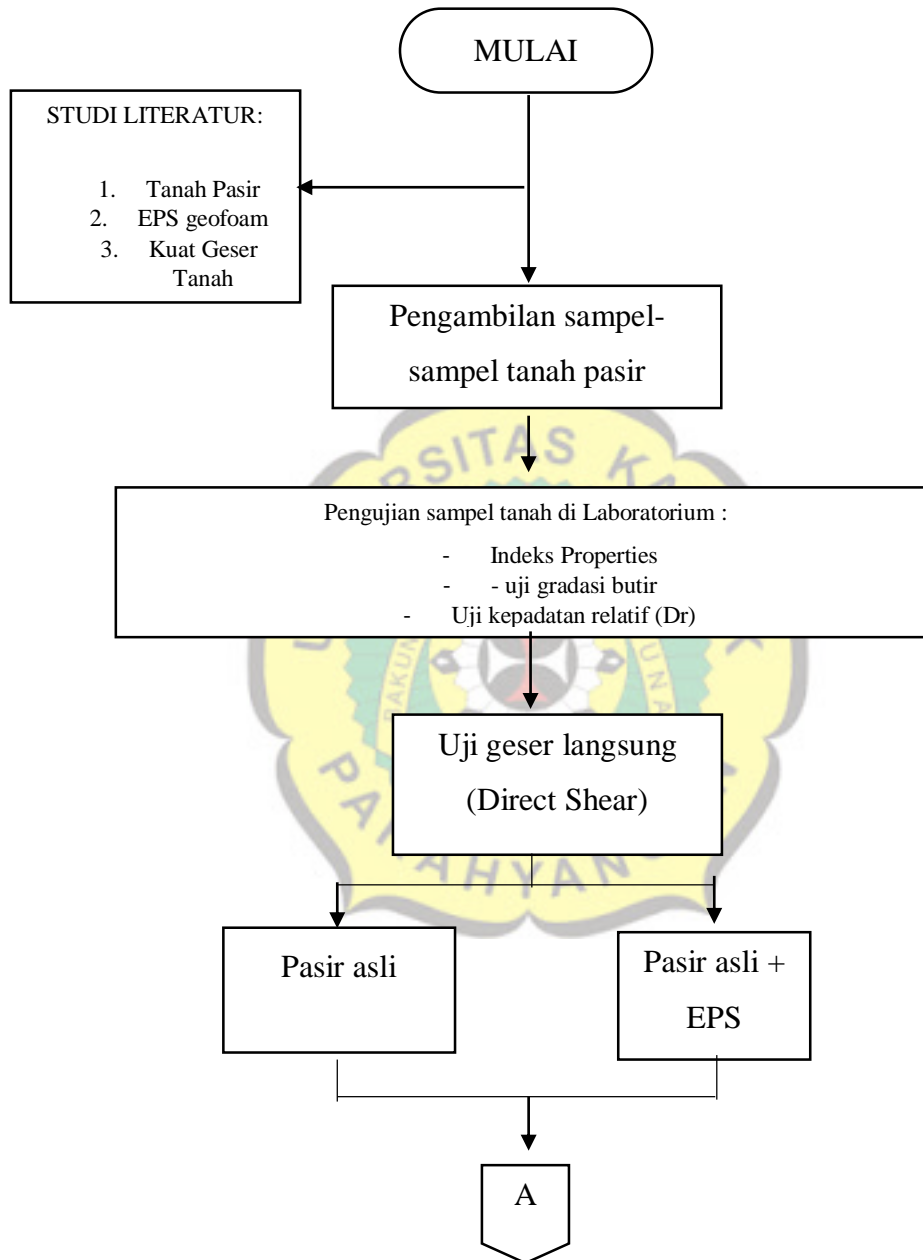 MULAI
STUDI LITERATUR:
1. Tanah Pasir
2. EPS geofoam
3. Kuat Geser
Tanah
Pengambilan sampel-
sampel tanah pasir
Pengujian sampel tanah di Laboratorium :
- Indeks Properties
- - uji gradasi butir
- Uji kepadatan relatif (Dr)
Uji geser langsung
(Direct Shear)
Pasir asli
Pasir asli +
EPS
A
PARAHYANG